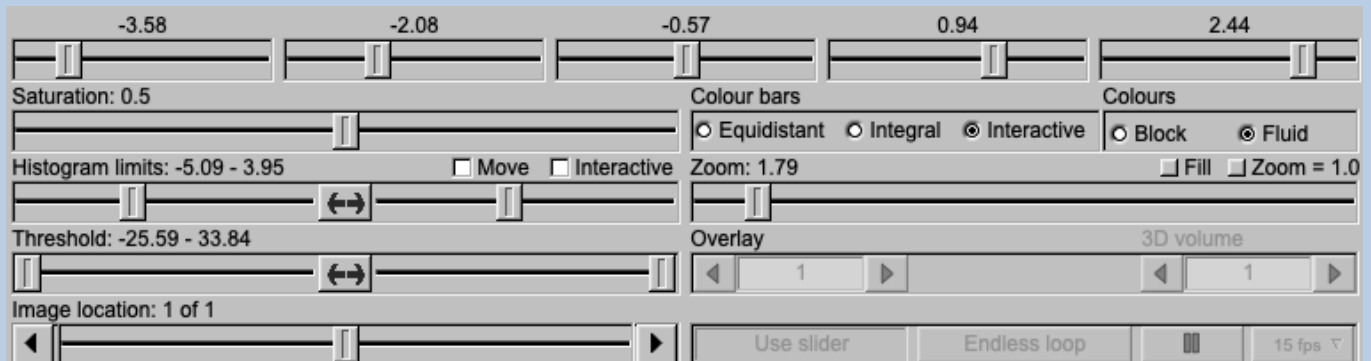 -3.58 -2.08 -0.57 0.94 2.44
Saturation: 0.5 Colour bars Colours
Equidistant Integral Interactive Block Fluid
Histogram limits: -5.09 - 3.95 Move Interactive Zoom: 1.79 Fill Zoom = 1.0
Threshold: -25.59 - 33.84 Overlay 3D volume
1 1
Image location: 1 of 1
Use slider Endless loop 15 fps